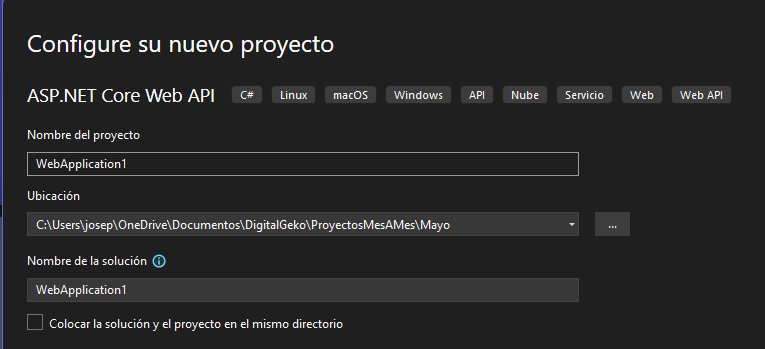 Configure su nuevo proyecto
ASP.NET Core Web API C# Linux macOS Windows API Nube Servicio Web Web API
Nombre del proyecto
WebApplication1
Ubicación
C:\Users\josep\OneDrive\Documentos\DigitalGeko\ProyectosMesAMes\Mayo ...
Nombre de la solución
WebApplication1
Colocar la solución y el proyecto en el mismo directorio